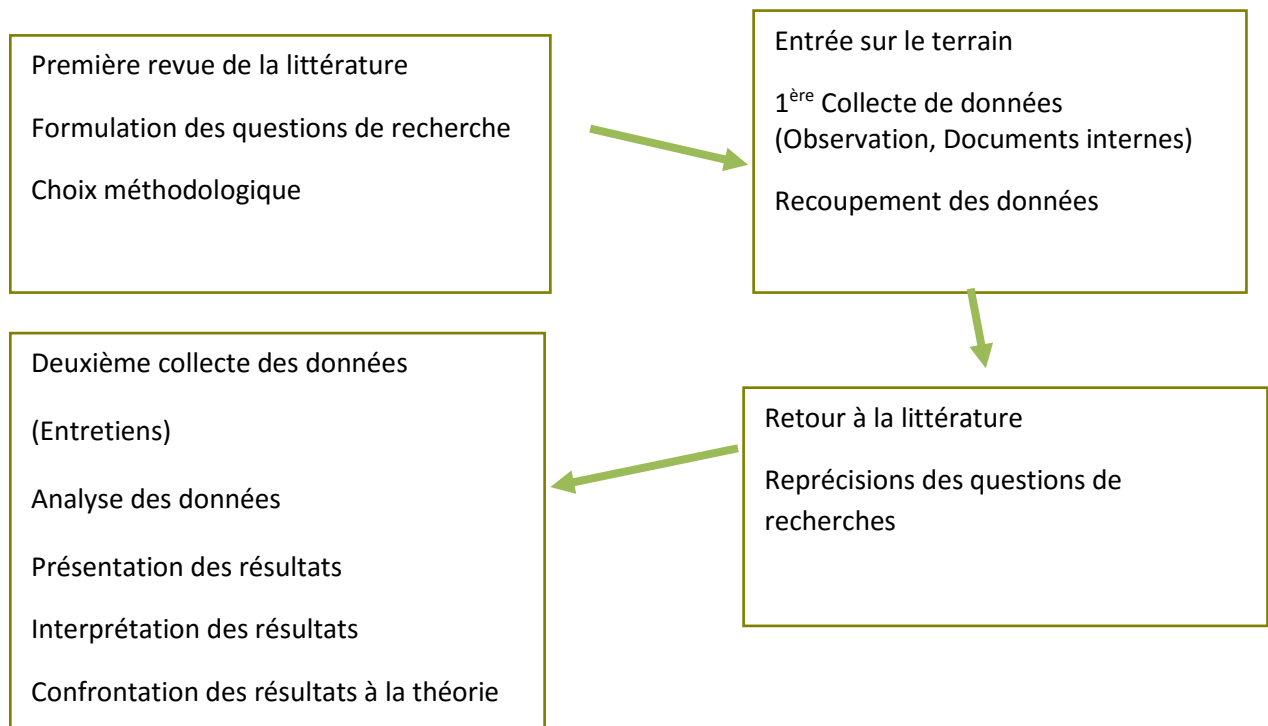 Première revue de la littérature
Formulation des questions de recherche
Choix méthodologique
Entrée sur le terrain
1ère Collecte de données
(Observation, Documents internes)
Recoupement des données
Retour à la littérature
Reprécisions des questions de
recherches
Deuxième collecte des données
(Entretiens)
Analyse des données
Présentation des résultats
Interprétation des résultats
Confrontation des résultats à la théorie